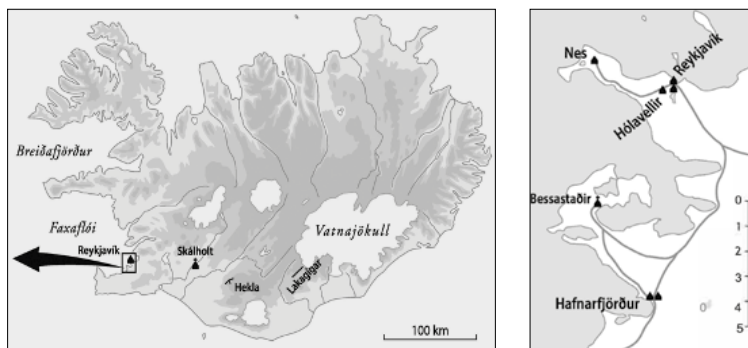 Breiðafjörður
Faxaflói
Reykjavík
Skálholt
Hekla
Lakagígar
Vatnajökull
100 km
Nes
Reykjavík
Hólavellir
Bessastaðir
Hafnarfjörður
0
1
2
3
4
5
0